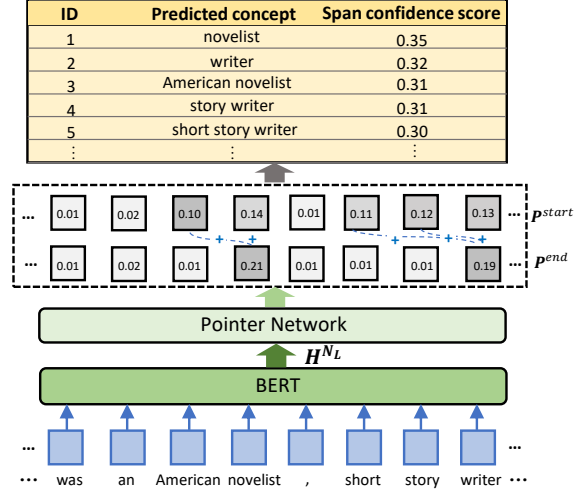 ID Predicted concept Span confidence score
1 novelist 0.35
2 writer 0.32
3 American novelist 0.31
4 story writer 0.31
5 short story writer 0.30
⋮ ⋮ ⋮
... 0.01 0.02 0.10 0.14 0.01 0.11 0.12 0.13 ... P^start
+ + + + +
... 0.01 0.02 0.01 0.21 0.01 0.01 0.01 0.19 ... P^end
Pointer Network
H^{N_L}
BERT
... ...
... was an American novelist , short story writer ...